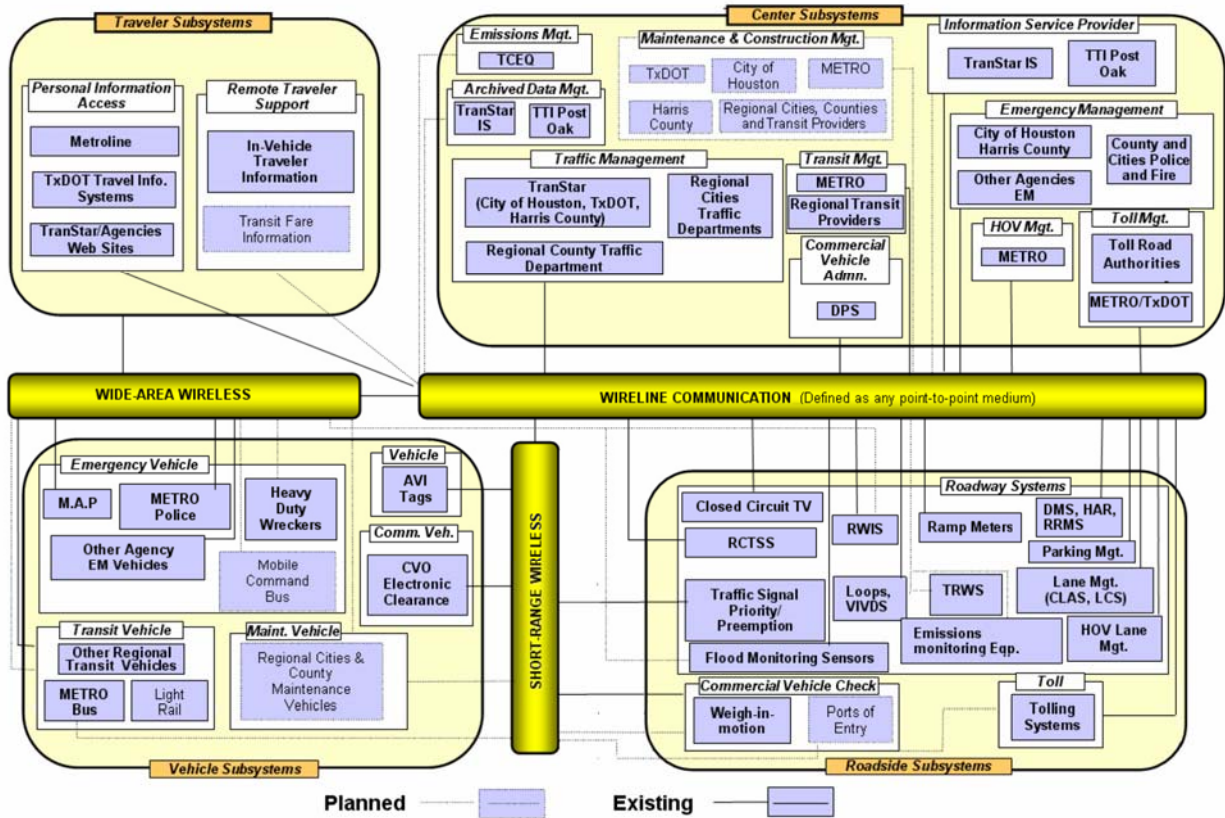 Traveler Subsystems
Personal Information
Access
Metroline
TxDOT Travel Info.
Systems
TranStar/Agencies
Web Sites
Remote Traveler
Support
In-Vehicle
Traveler
Information
Transit Fare
Information
Center Subsystems
Emissions Mgt.
TCEQ
Archived Data Mgt.
TranStar
IS
TTI Post
Oak
Maintenance & Construction Mgt.
TxDOT
City of
Houston
METRO
Harris
County
Regional Cities, Counties
and Transit Providers
Information Service Provider
TranStar IS
TTI Post
Oak
Emergency Management
City of Houston
Harris County
Other Agencies
EM
County and
Cities Police
and Fire
Traffic Management
TranStar
(City of Houston, TxDOT,
Harris County)
Regional
Cities
Traffic
Departments
Regional County Traffic
Department
Transit Mgt.
METRO
Regional Transit
Providers
Commercial
Vehicle
Admn.
DPS
HOV Mgt.
METRO
Toll Mgt.
Toll Road
Authorities
METRO/TxDOT
WIDE-AREA WIRELESS
WIRELINE COMMUNICATION (Defined as any point-to-point medium)
SHORT-RANGE WIRELESS
Emergency Vehicle
M.A.P
METRO
Police
Heavy
Duty
Wreckers
Other Agency
EM Vehicles
Mobile
Command
Bus
Vehicle
AVI
Tags
Comm. Veh.
CVO
Electronic
Clearance
Transit Vehicle
Other Regional
Transit Vehicles
METRO
Bus
Light
Rail
Maint. Vehicle
Regional Cities &
County
Maintenance
Vehicles
Vehicle Subsystems
Roadway Systems
Closed Circuit TV
RCTSS
RWIS
Ramp Meters
DMS, HAR,
RRMS
Parking Mgt.
Traffic Signal
Priority/
Preemption
Loops,
VIVDS
TRWS
Lane Mgt.
(CLAS, LCS)
Flood Monitoring Sensors
Emissions
monitoring Eqp.
HOV Lane
Mgt.
Commercial Vehicle Check
Weigh-in-
motion
Ports of
Entry
Toll
Tolling
Systems
Roadside Subsystems
Planned
Existing